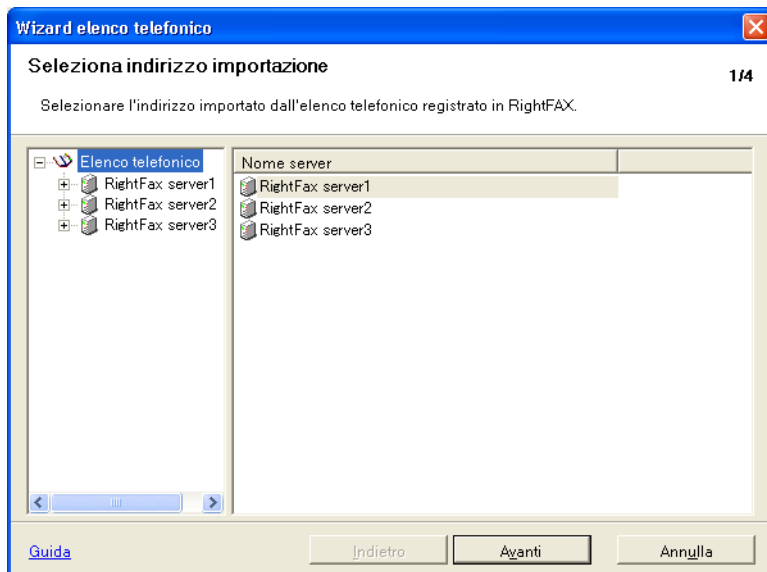 Wizard elenco telefonico
Seleziona indirizzo importazione
1/4
Selezionare l'indirizzo importato dall'elenco telefonico registrato in RightFAX.
Elenco telefonico
RightFax server1
RightFax server2
RightFax server3
Nome server
RightFax server1
RightFax server2
RightFax server3
Guida
Indietro
Avanti
Annulla